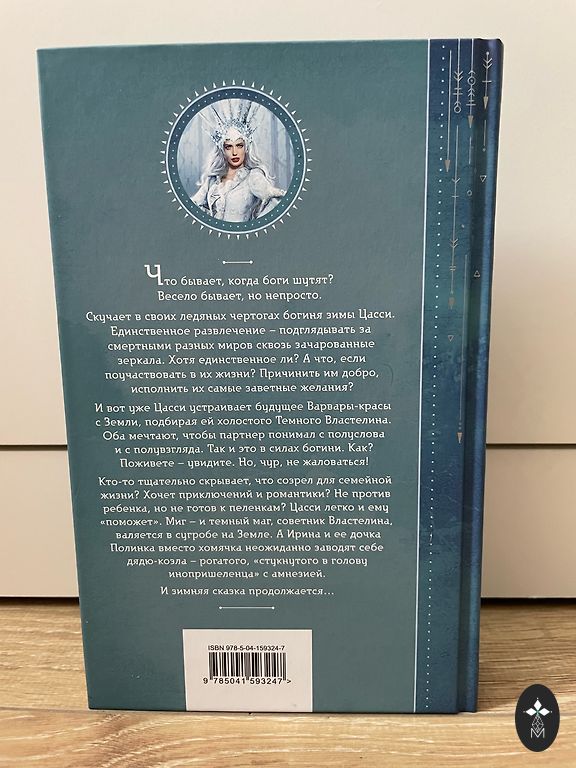 Что бывает, когда боги шутят?
Весело бывает, но непросто.
Скучает в своих ледяных чертогах богиня зимы Цасси.
Единственное развлечение – подглядывать за
смертными разных миров сквозь зачарованные
зеркала. Хотя единственное ли? А что, если
поучаствовать в их жизни? Причинить им добро,
исполнить их самые заветные желания?
И вот уже Цасси устраивает будущее Варвары-красы
с Земли, подбирая ей холостого Темного Властелина.
Оба мечтают, чтобы партнер понимал с полуслова
и с полувзгляда. Так и это в силах богини. Как?
Поживете – увидите. Но, чур, не жаловаться!
Кто-то тщательно скрывает, что созрел для семейной
жизни? Хочет приключений и романтики? Не против
ребенка, но не готов к пеленкам? Цасси легко и ему
«поможет». Миг – и темный маг, советник Властелина,
валяется в сугробе на Земле. А Ирина и ее дочка
Полинка вместо хомячка неожиданно заводят себе
дядю-козла – рогатого, «стукнутого в голову
инопришеленца» с амнезией.
И зимняя сказка продолжается...
ISBN 978-5-04-159324-7
9 785041 593247>
M